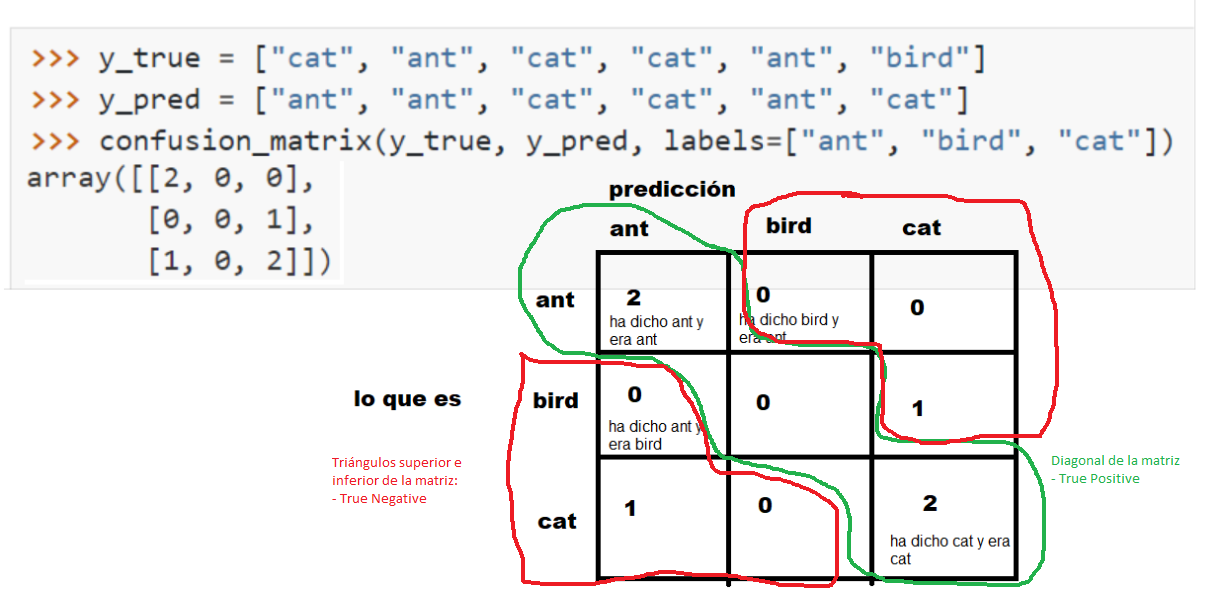 >>> y_true = ["cat", "ant", "cat", "cat", "ant", "bird"]
>>> y_pred = ["ant", "ant", "cat", "cat", "ant", "cat"]
>>> confusion_matrix(y_true, y_pred, labels=["ant", "bird", "cat"])
array([[2, 0, 0],
[0, 0, 1],
[1, 0, 2]])
predicción
ant bird cat
ant 2 0 0
ha dicho ant y
era ant
ha dicho bird y
era ant
lo que es
bird 0 0 1
ha dicho ant y
era bird
cat 1 0 2
ha dicho cat y era
cat
Triángulos superior e
inferior de la matriz:
- True Negative
Diagonal de la matriz
- True Positive